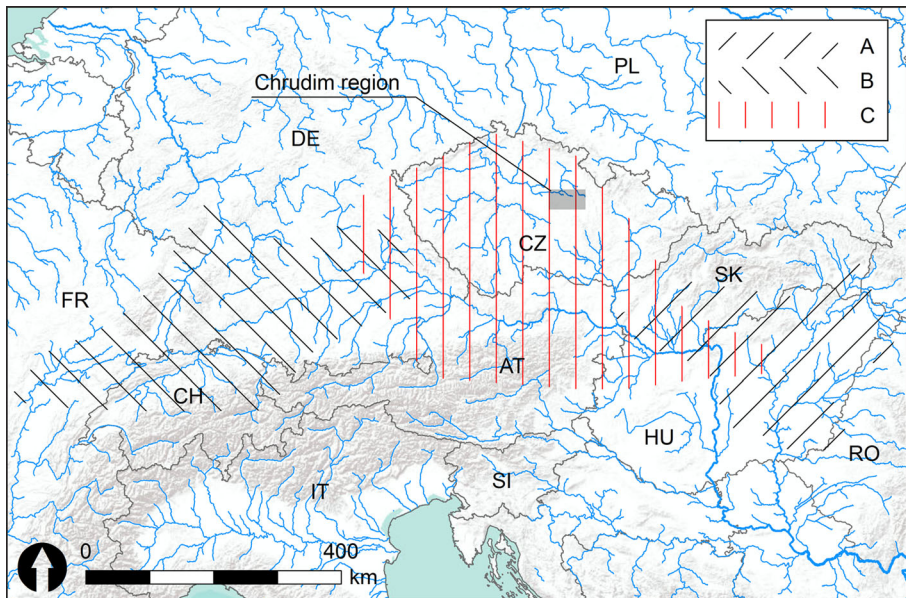 A
B
C
PL
Chrudim region
DE
CZ
SK
FR
AT
CH
HU
RO
SI
IT
0 400
km